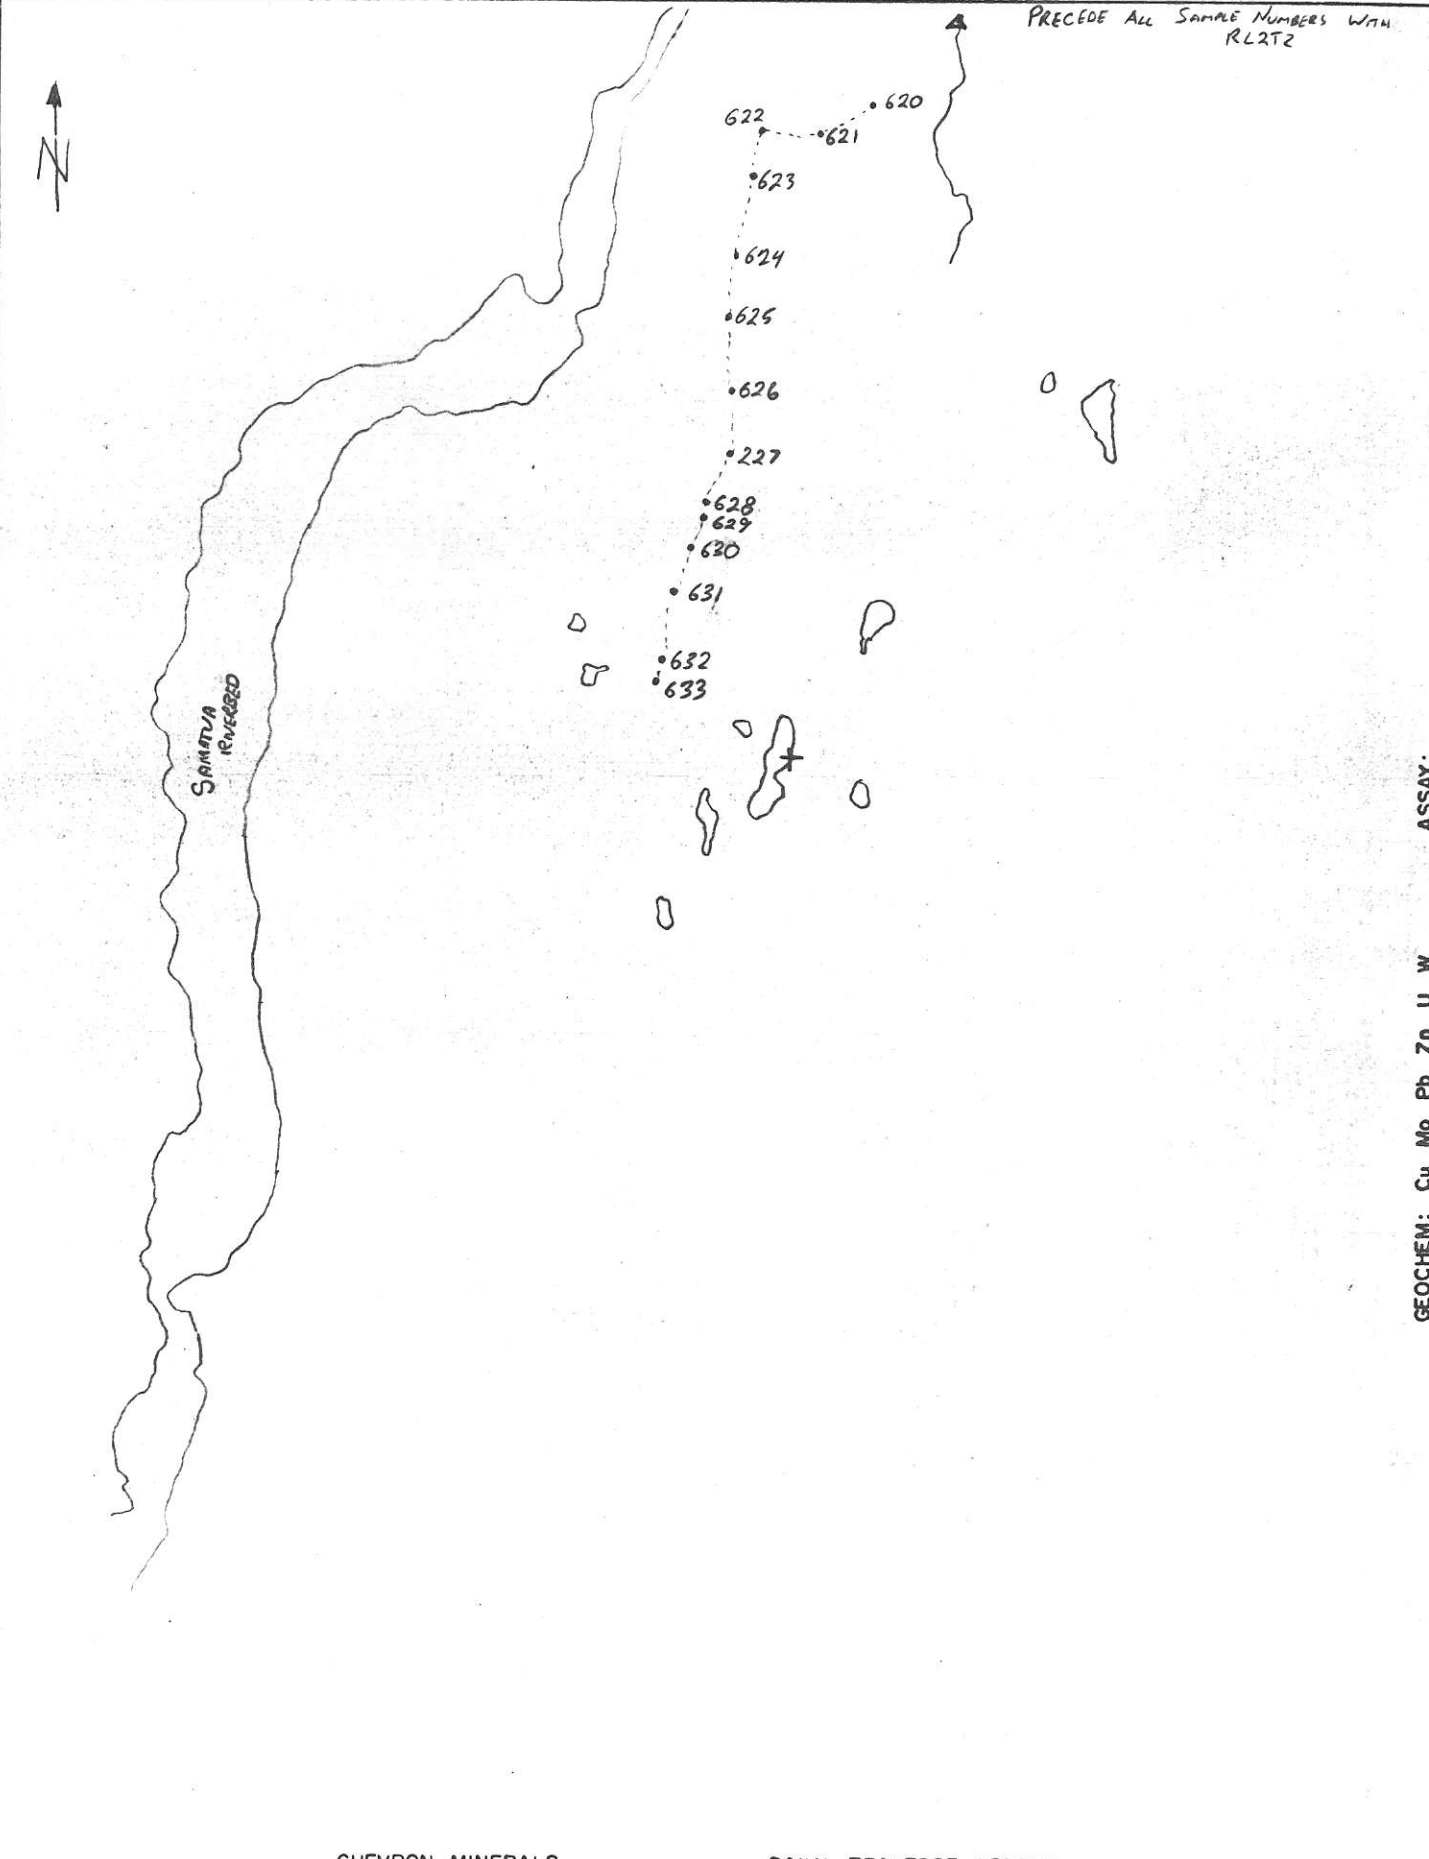 PRECEDE ALL SAMPLE NUMBERS WITH
RL2T2
N
620
622
621
623
624
625
626
227
628
629
630
631
632
633
SAMATUA
RIVERBED
ASSAY:
GEOCHEM: Cu Mo Pb Zn U W
CHEVRON MINERALS